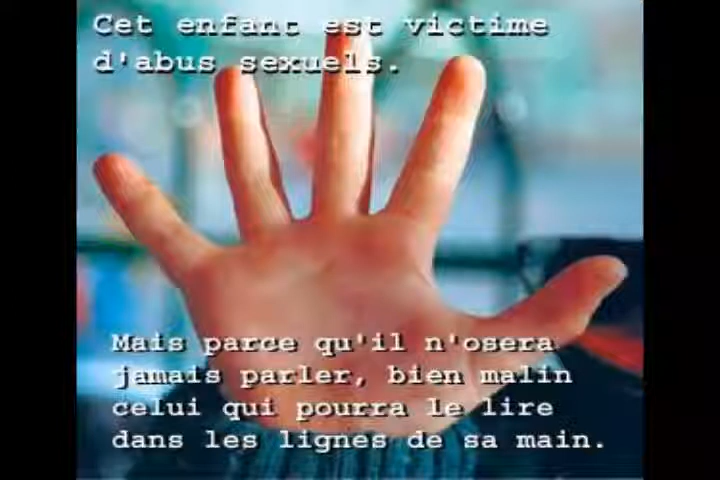 Cet enfant est victime
d'abus sexuels.
Mais parce qu'il n'osera
jamais parler, bien malin
celui qui pourra le lire
dans les lignes de sa main.